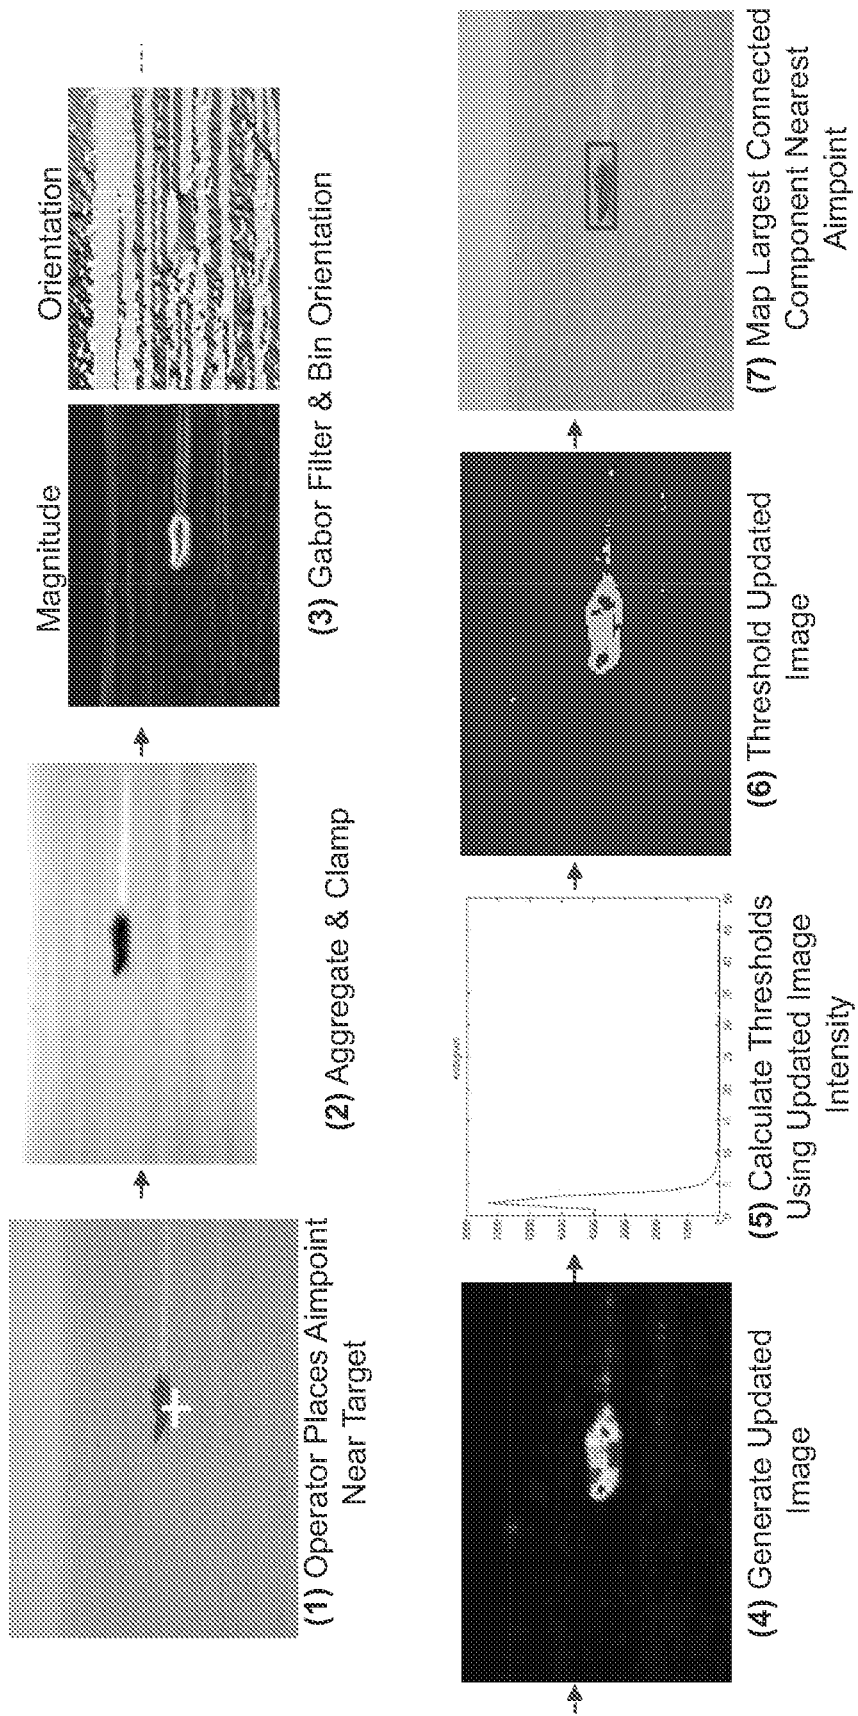 (1) Operator Places Aimpoint
Near Target
(2) Aggregate & Clamp
Magnitude
Orientation
(3) Gabor Filter & Bin Orientation
(4) Generate Updated
Image
(5) Calculate Thresholds
Using Updated Image
Intensity
(6) Threshold Updated
Image
(7) Map Largest Connected
Component Nearest
Aimpoint